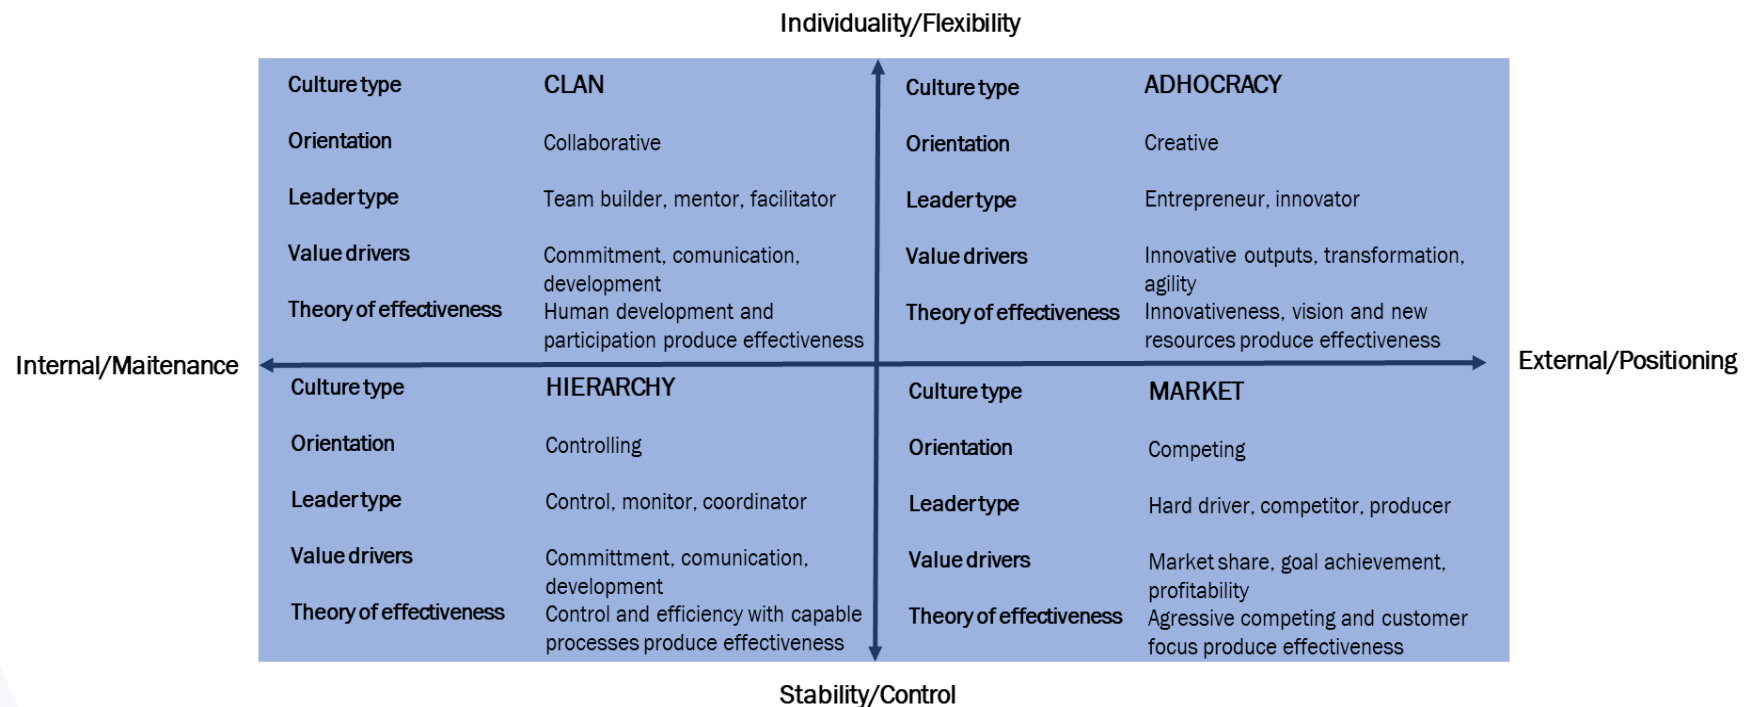 Individuality/Flexibility
Culture type CLAN
Orientation Collaborative
Leader type Team builder, mentor, facilitator
Value drivers Commitment, comunication,
development
Theory of effectiveness Human development and
participation produce effectiveness
Culture type ADHOCRACY
Orientation Creative
Leader type Entrepreneur, innovator
Value drivers Innovative outputs, transformation,
agility
Theory of effectiveness Innovativeness, vision and new
resources produce effectiveness
Internal/Maitenance
External/Positioning
Culture type HIERARCHY
Orientation Controlling
Leader type Control, monitor, coordinator
Value drivers Committment, comunication,
development
Theory of effectiveness Control and efficiency with capable
processes produce effectiveness
Culture type MARKET
Orientation Competing
Leader type Hard driver, competitor, producer
Value drivers Market share, goal achievement,
profitability
Theory of effectiveness Agressive competing and customer
focus produce effectiveness
Stability/Control